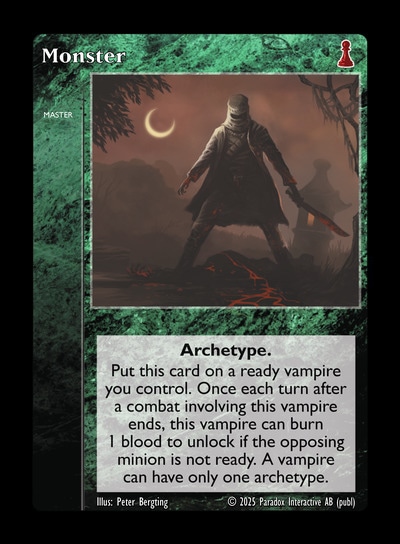 Monster
MASTER
Archetype.
Put this card on a ready vampire
you control. Once each turn after
a combat involving this vampire
ends, this vampire can burn
1 blood to unlock if the opposing
minion is not ready. A vampire
can have only one archetype.
Illus: Peter Bergting © 2025 Paradox Interactive AB (publ)